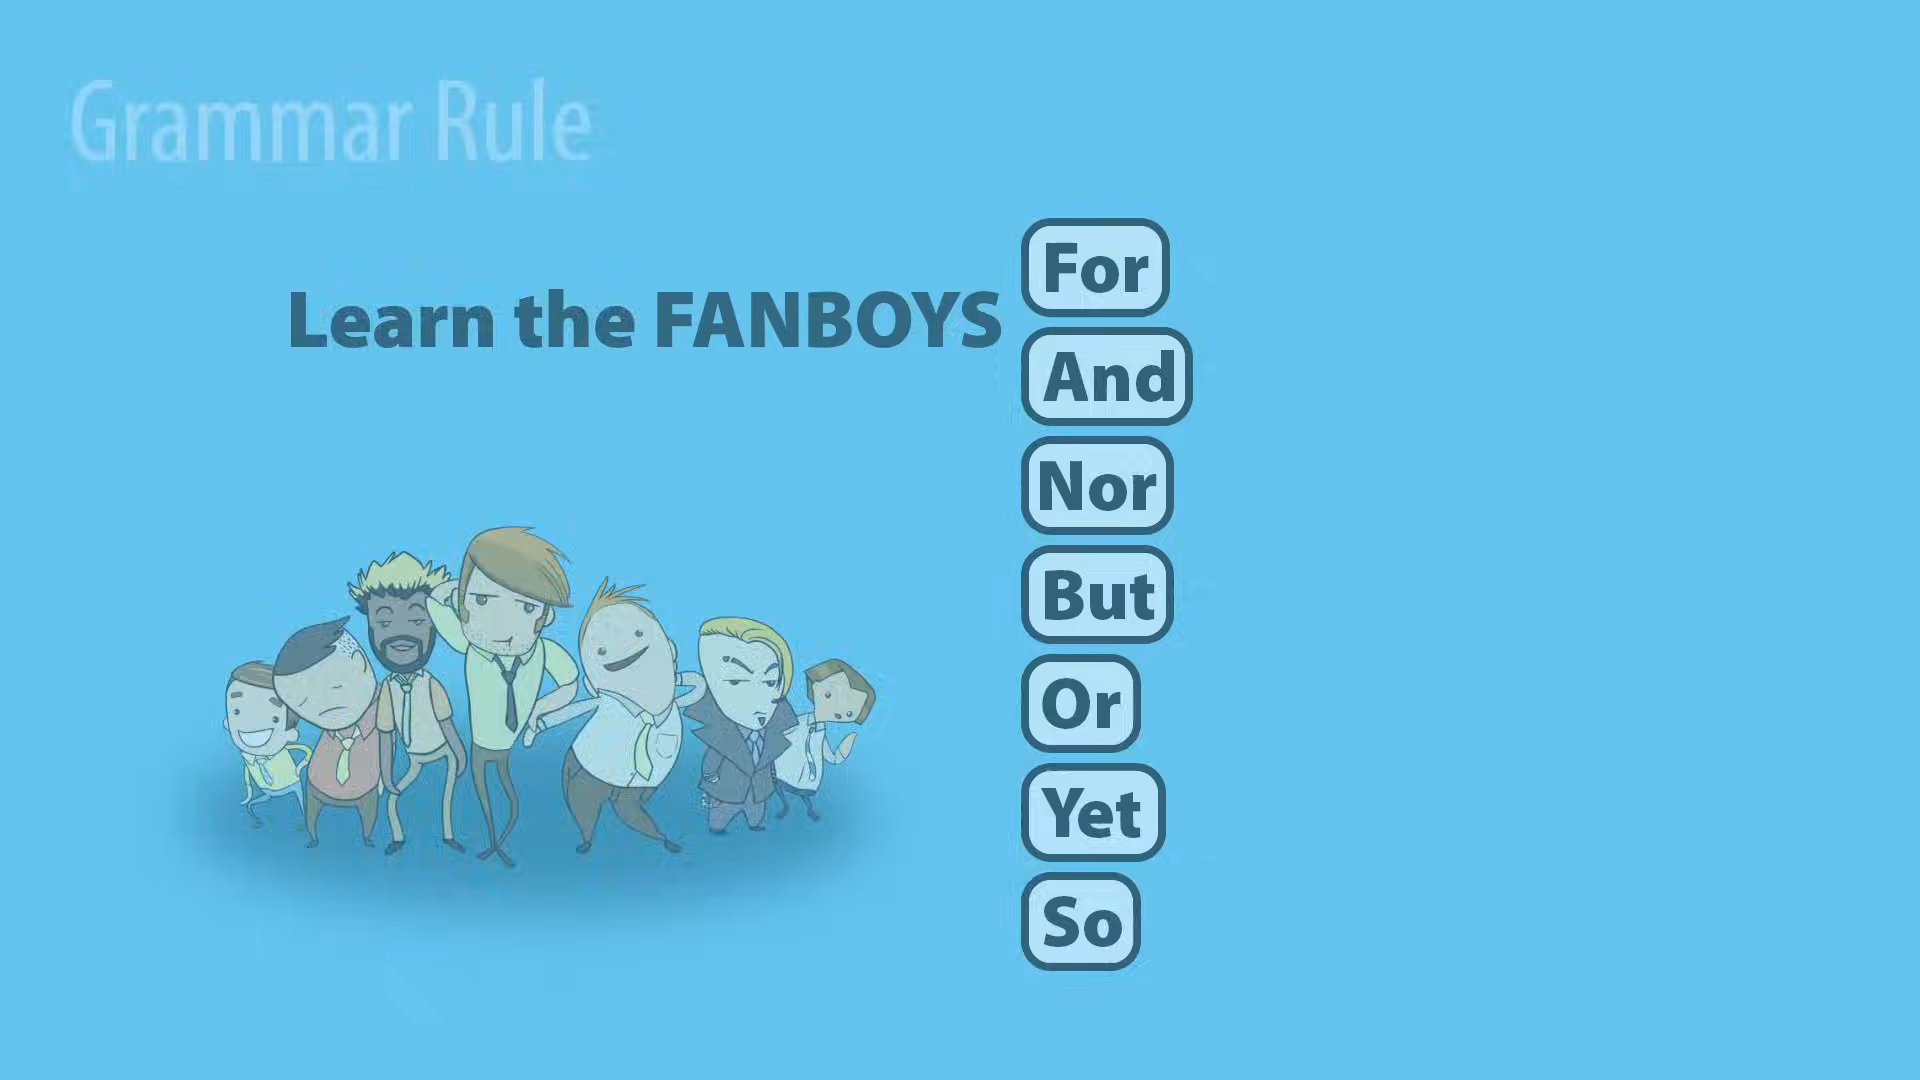 Grammar Rule
Learn the FANBOYS
For
And
Nor
But
Or
Yet
So